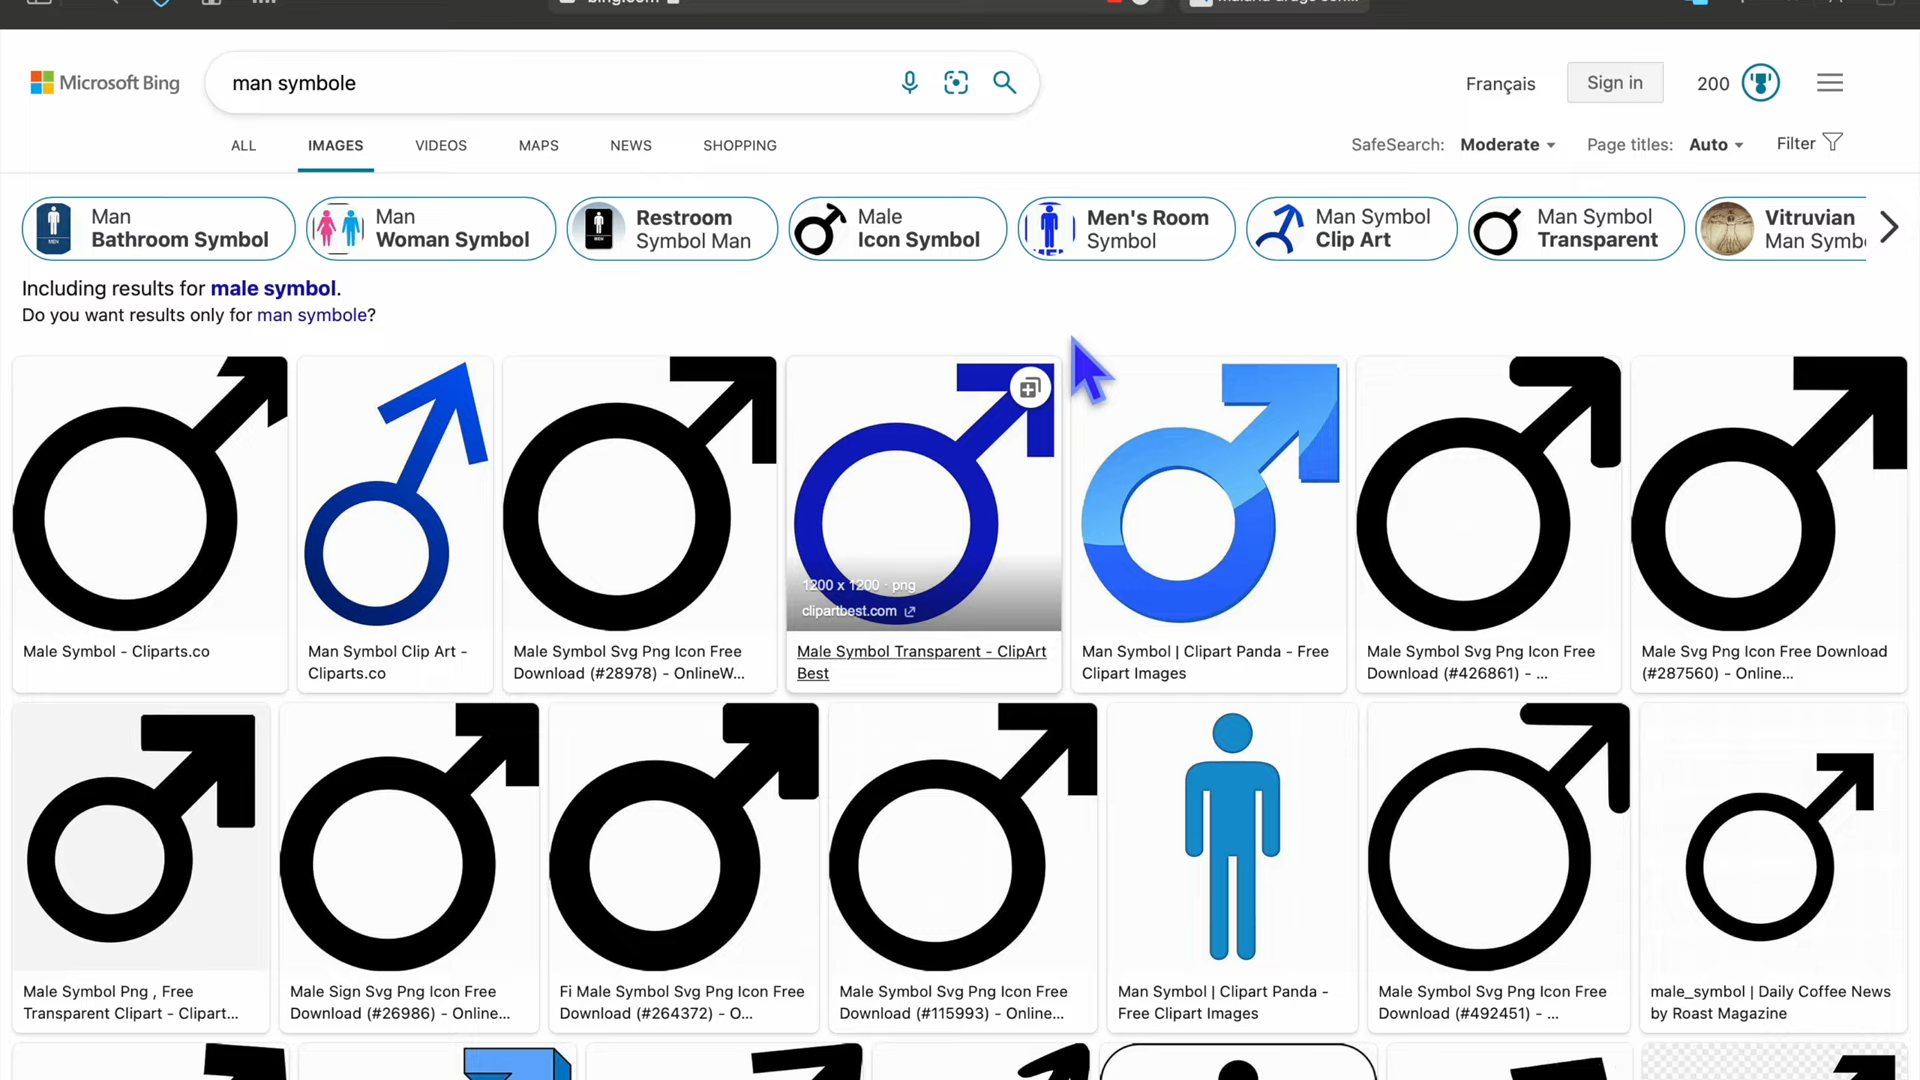 Microsoft Bing
man symbole
Français
Sign in
200
ALL
IMAGES
VIDEOS
MAPS
NEWS
SHOPPING
SafeSearch: Moderate
Page titles: Auto
Filter
Man
Bathroom Symbol
Man
Woman Symbol
Restroom
Symbol Man
Male
Icon Symbol
Men's Room
Symbol
Man Symbol
Clip Art
Man Symbol
Transparent
Vitruvian
Man Symb
Including results for male symbol.
Do you want results only for man symbole?
1200 x 1200 · png
clipartbest.com
Male Symbol - Cliparts.co
Man Symbol Clip Art -
Cliparts.co
Male Symbol Svg Png Icon Free
Download (#28978) - OnlineW...
Male Symbol Transparent - ClipArt
Best
Man Symbol | Clipart Panda - Free
Clipart Images
Male Symbol Svg Png Icon Free
Download (#426861) - ...
Male Svg Png Icon Free Download
(#287560) - Online...
Male Symbol Png , Free
Transparent Clipart - Clipart...
Male Sign Svg Png Icon Free
Download (#26986) - Online...
Fi Male Symbol Svg Png Icon Free
Download (#264372) - O...
Male Symbol Svg Png Icon Free
Download (#115993) - Online...
Man Symbol | Clipart Panda -
Free Clipart Images
Male Symbol Svg Png Icon Free
Download (#492451) - ...
male_symbol | Daily Coffee News
by Roast Magazine